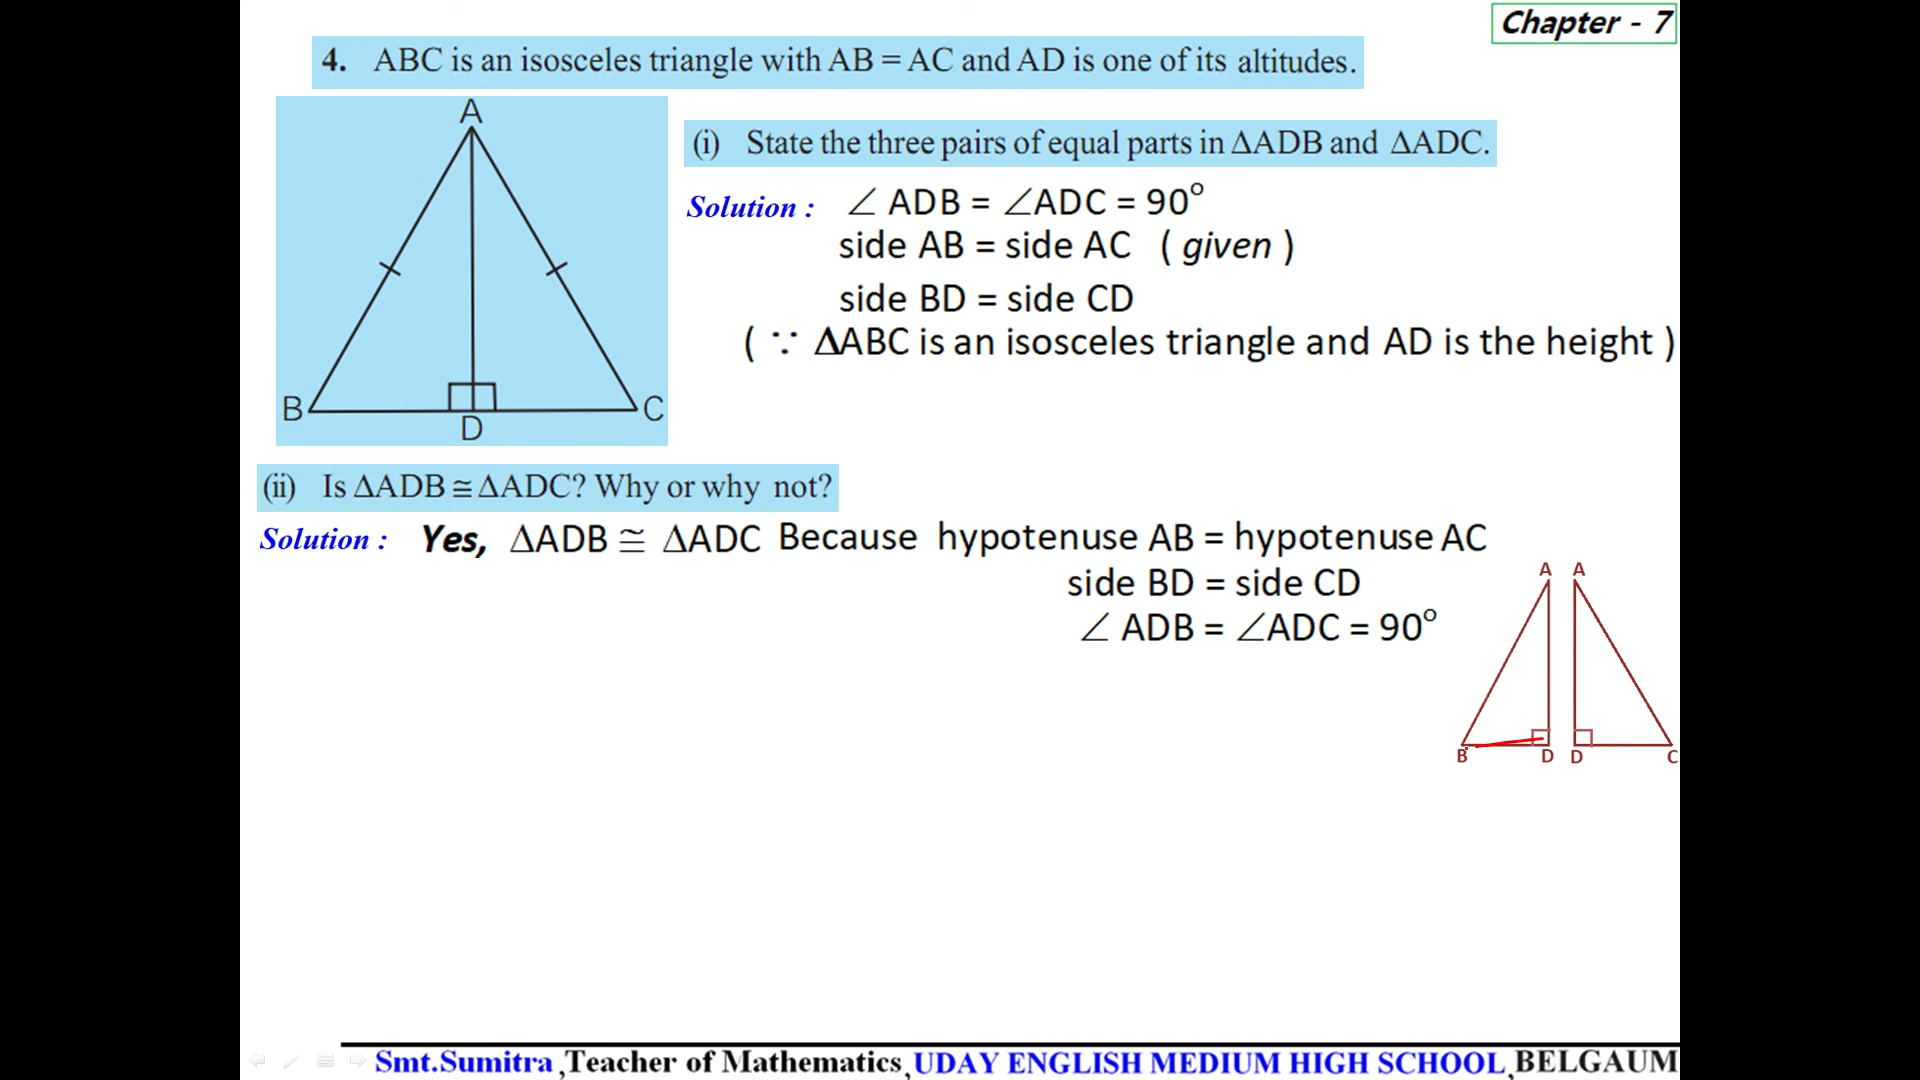 Chapter - 7
4. ABC is an isosceles triangle with AB = AC and AD is one of its altitudes.
A
B
D
C
(i) State the three pairs of equal parts in ΔADB and ΔADC.
Solution : ∠ ADB = ∠ADC = 90°
side AB = side AC ( given )
side BD = side CD
( ∵ ΔABC is an isosceles triangle and AD is the height )
(ii) Is ΔADB ≅ ΔADC? Why or why not?
Solution : Yes, ΔADB ≅ ΔADC Because hypotenuse AB = hypotenuse AC
side BD = side CD
∠ ADB = ∠ADC = 90°
A A
B D D C
Smt.Sumitra ,Teacher of Mathematics, UDAY ENGLISH MEDIUM HIGH SCHOOL, BELGAUM